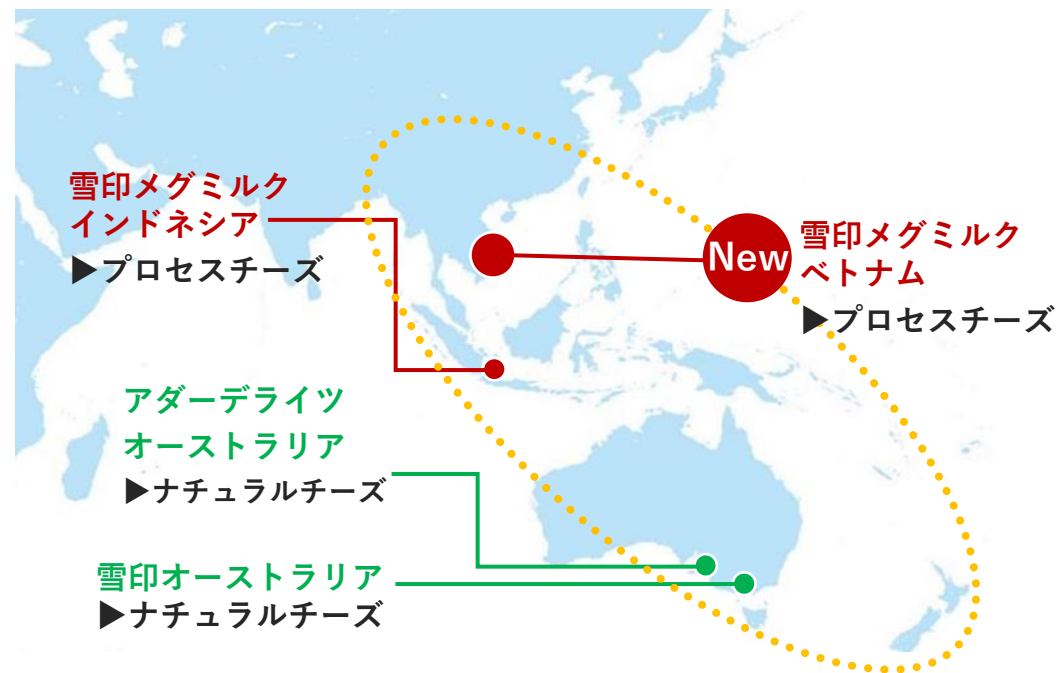 雪印メグミルク
インドネシア
▶プロセスチーズ
New
雪印メグミルク
ベトナム
▶プロセスチーズ
アダーデライツ
オーストラリア
▶ナチュラルチーズ
雪印オーストラリア
▶ナチュラルチーズ